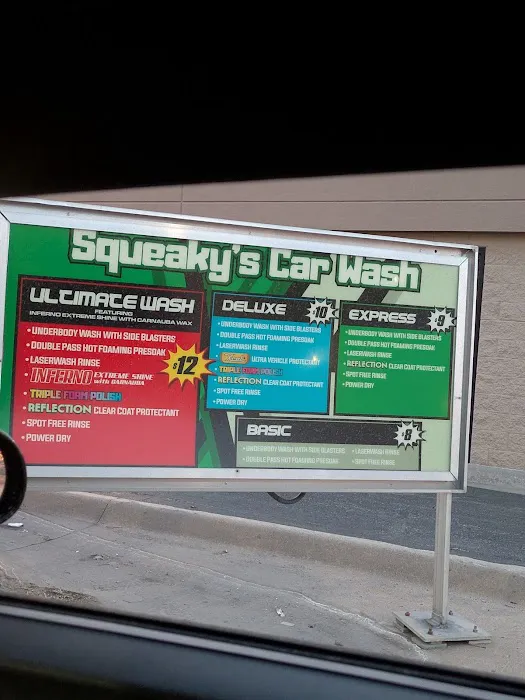 Squeaky's Car Wash
ULTIMATE WASH
FEATURING
INFERNO EXTREME SHINE WITH CARNAUBA WAX
• UNDERBODY WASH WITH SIDE BLASTERS
• DOUBLE PASS HOT FOAMING PRESOAK
• LASERWASH RINSE
• INFERNO EXTREME SHINE with CARNAUBA
• TRIPLE FOAM POLISH
• REFLECTION CLEAR COAT PROTECTANT
• SPOT FREE RINSE
• POWER DRY
$12
DELUXE
$10
• UNDERBODY WASH WITH SIDE BLASTERS
• DOUBLE PASS HOT FOAMING PRESOAK
• LASERWASH RINSE
• ULTRA VEHICLE PROTECTANT
• TRIPLE FOAM POLISH
• REFLECTION CLEAR COAT PROTECTANT
• SPOT FREE RINSE
• POWER DRY
EXPRESS
$9
• UNDERBODY WASH WITH SIDE BLASTERS
• DOUBLE PASS HOT FOAMING PRESOAK
• LASERWASH RINSE
• REFLECTION CLEAR COAT PROTECTANT
• SPOT FREE RINSE
• POWER DRY
BASIC
$8
• UNDERBODY WASH WITH SIDE BLASTERS
• DOUBLE PASS HOT FOAMING PRESOAK
• LASERWASH RINSE
• SPOT FREE RINSE